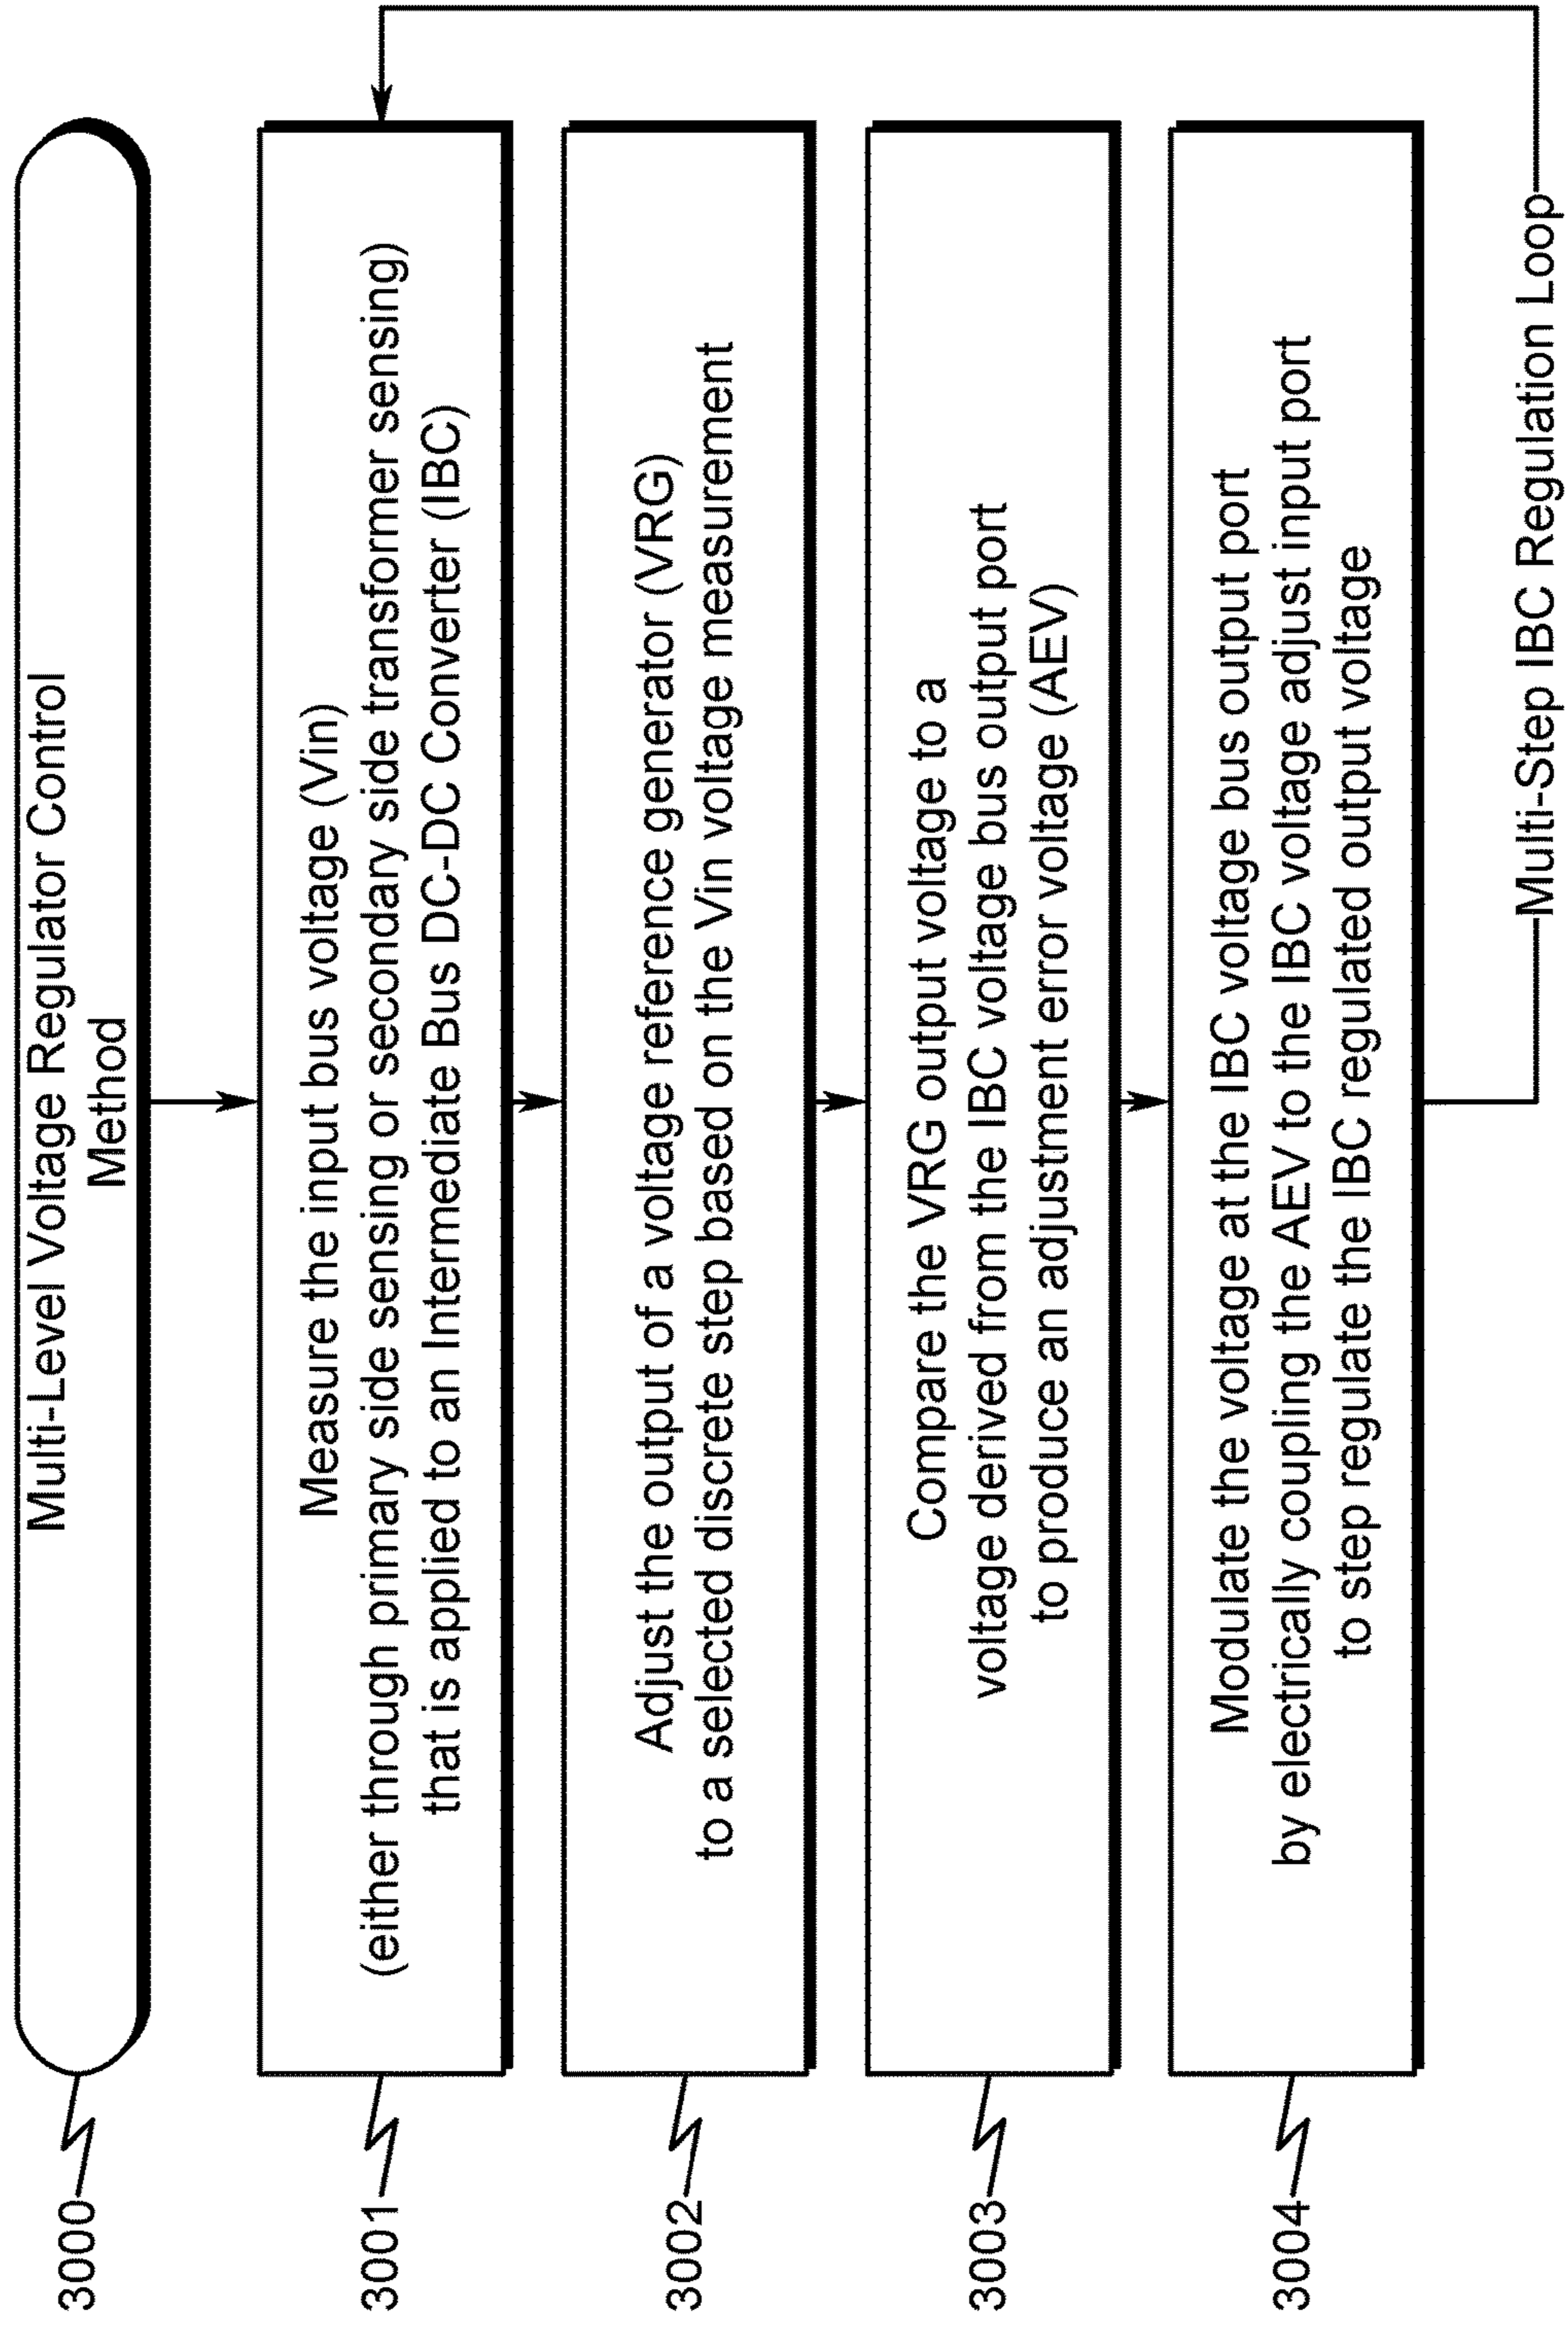 Multi-Level Voltage Regulator Control
Method
3000
Measure the input bus voltage (Vin)
(either through primary side sensing or secondary side transformer sensing)
that is applied to an Intermediate Bus DC-DC Converter (IBC)
3001
Adjust the output of a voltage reference generator (VRG)
to a selected discrete step based on the Vin voltage measurement
3002
Compare the VRG output voltage to a
voltage derived from the IBC voltage bus output port
to produce an adjustment error voltage (AEV)
3003
Modulate the voltage at the IBC voltage bus output port
by electrically coupling the AEV to the IBC voltage adjust input port
to step regulate the IBC regulated output voltage
3004
Multi-Step IBC Regulation Loop